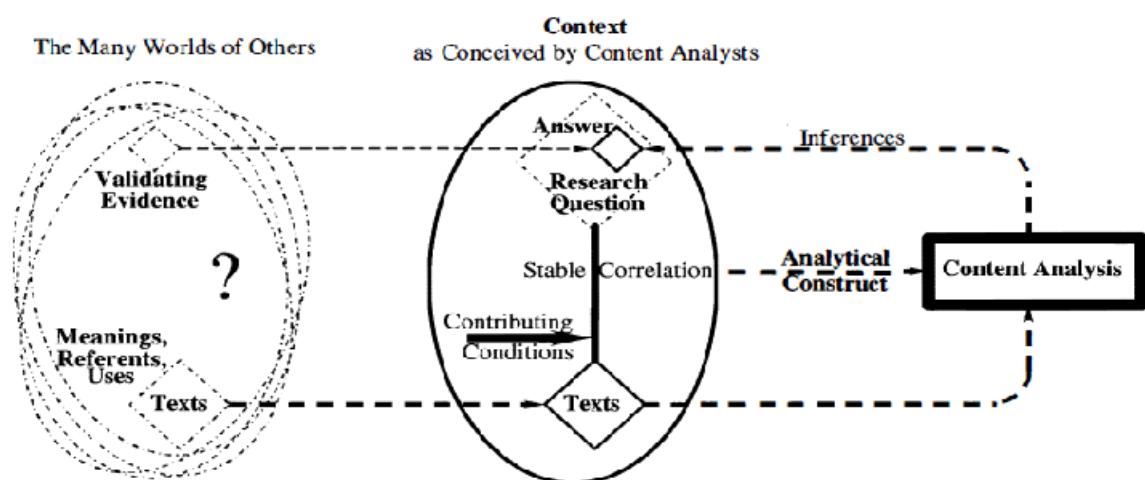 The Many Worlds of Others
Context
as Conceived by Content Analysts
Answer
Inferences
Validating
Evidence
Research
Question
?
Stable Correlation
Analytical
Construct
Content Analysis
Contributing
Conditions
Meanings,
Referents,
Uses
Texts
Texts